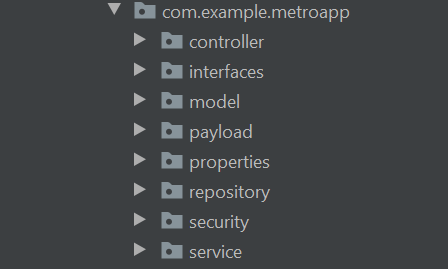 com.example.metroapp
controller
interfaces
model
payload
properties
repository
security
service